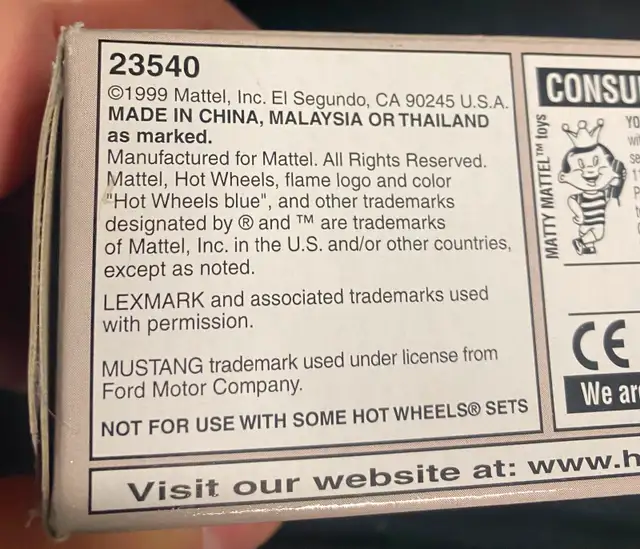 23540
©1999 Mattel, Inc. El Segundo, CA 90245 U.S.A.
MADE IN CHINA, MALAYSIA OR THAILAND
as marked.
Manufactured for Mattel. All Rights Reserved.
Mattel, Hot Wheels, flame logo and color
"Hot Wheels blue", and other trademarks
designated by ® and ™ are trademarks
of Mattel, Inc. in the U.S. and/or other countries,
except as noted.
LEXMARK and associated trademarks used
with permission.
MUSTANG trademark used under license from
Ford Motor Company.
NOT FOR USE WITH SOME HOT WHEELS® SETS
CONSU
MATTY MATTEL™ toys
YO
wit
se
CE
We are
Visit our website at: www.h